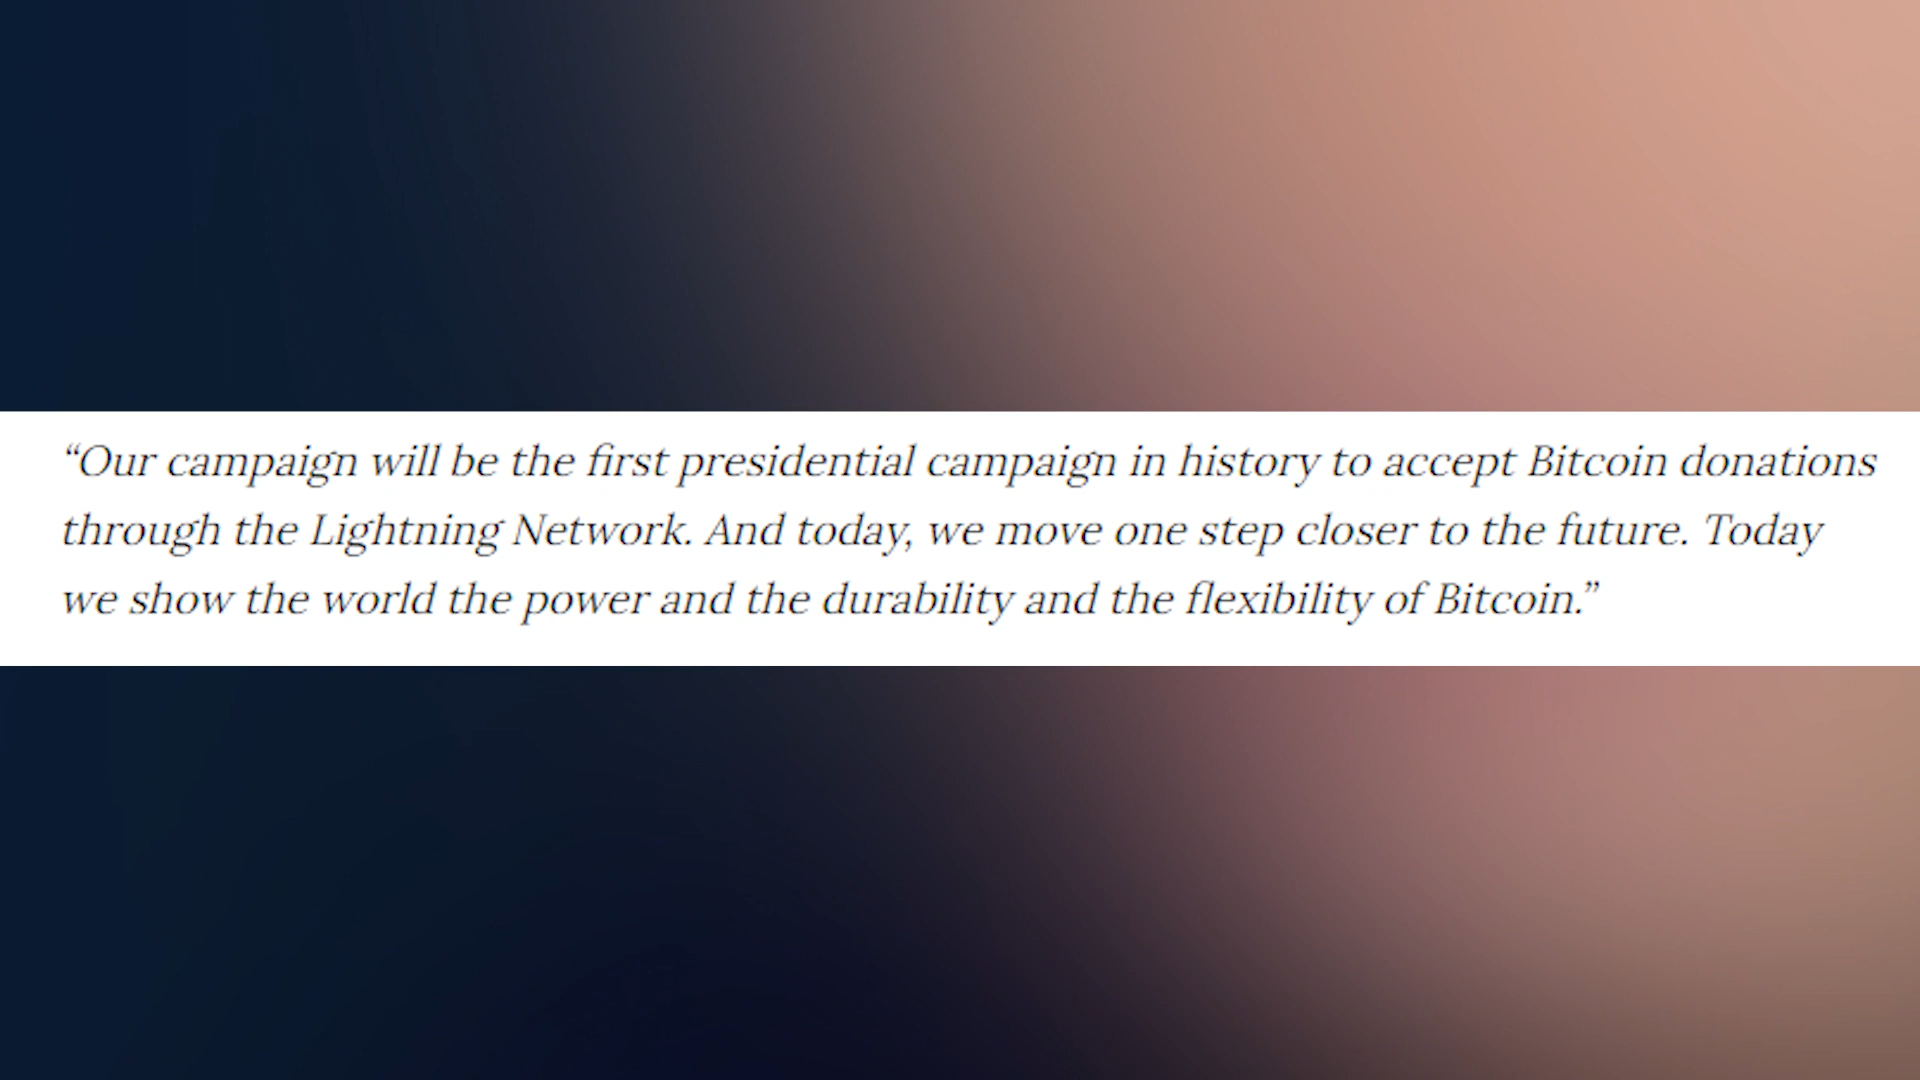 “Our campaign will be the first presidential campaign in history to accept Bitcoin donations
through the Lightning Network. And today, we move one step closer to the future. Today
we show the world the power and the durability and the flexibility of Bitcoin.”